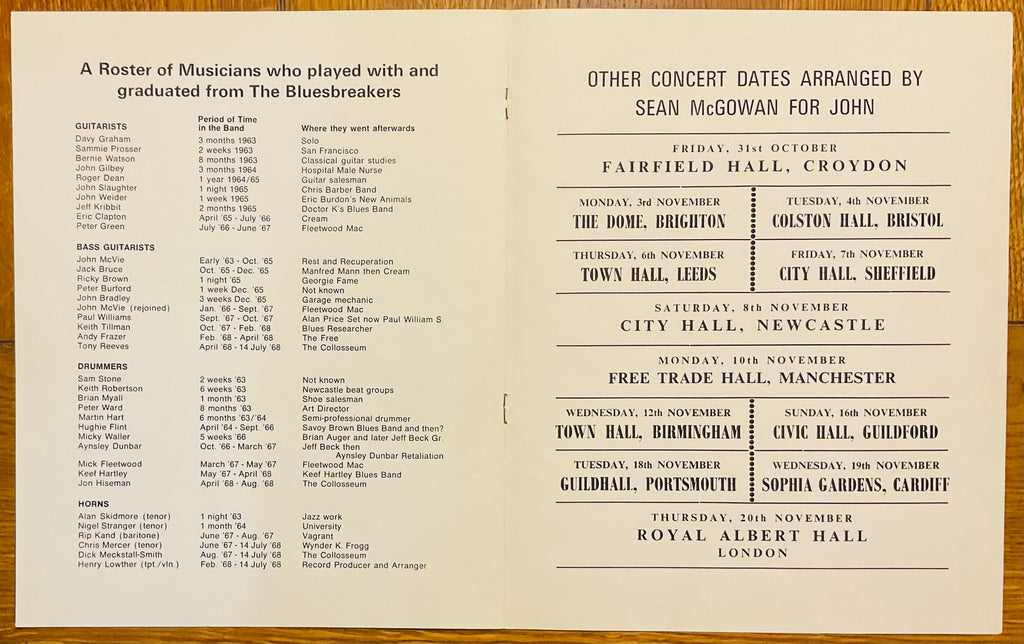 A Roster of Musicians who played with and
graduated from The Bluesbreakers
GUITARISTS Period of Time in the Band Where they went afterwards
Davy Graham 3 months 1963 Solo
Sammie Prosser 2 weeks 1963 San Francisco
Bernie Watson 8 months 1963 Classical guitar studies
John Gilbey 3 months 1964 Hospital Male Nurse
Roger Dean 1 year 1964/65 Guitar salesman
John Slaughter 1 night 1965 Chris Barber Band
John Weider 1 week 1965 Eric Burdon's New Animals
Jeff Kribbit 2 months 1965 Doctor K's Blues Band
Eric Clapton April '65 - July '66 Cream
Peter Green July '66 - June '67 Fleetwood Mac
BASS GUITARISTS
John McVie Early '63 - Oct. '65 Rest and Recuperation
Jack Bruce Oct. '65 - Dec. '65 Manfred Mann then Cream
Ricky Brown 1 night '65 Georgie Fame
Peter Burford 1 week Dec. '65 Not known
John Bradley 3 weeks Dec. '65 Garage mechanic
John McVie (rejoined) Jan. '66 - Sept. '67 Fleetwood Mac
Paul Williams Sept. '67 - Oct. '67 Alan Price Set now Paul William S.
Keith Tillman Oct. '67 - Feb. '68 Blues Researcher
Andy Frazer Feb. '68 - April '68 The Free
Tony Reeves April '68 - 14 July '68 The Collosseum
DRUMMERS
Sam Stone 2 weeks '63 Not known
Keith Robertson 6 weeks '63 Newcastle beat groups
Brian Myall 1 month '63 Shoe salesman
Peter Ward 8 months '63 Art Director
Martin Hart 6 months '63/'64 Semi-professional drummer
Hughie Flint April '64 - Sept. '66 Savoy Brown Blues Band and then?
Micky Waller 5 weeks '66 Brian Auger and later Jeff Beck Gr.
Aynsley Dunbar Oct. '66 - March '67 Jeff Beck then
Aynsley Dunbar Retaliation
Mick Fleetwood March '67 - May '67 Fleetwood Mac
Keef Hartley May '67 - April '68 Keef Hartley Blues Band
Jon Hiseman April '68 - Aug. '68 The Collosseum
HORNS
Alan Skidmore (tenor) 1 night '63 Jazz work
Nigel Stranger (tenor) 1 month '64 University
Rip Kand (baritone) June '67 - Aug. '67 Vagrant
Chris Mercer (tenor) June '67 - 14 July '68 Wynder K. Frogg
Dick Meckstall-Smith Aug. '67 - 14 July '68 The Collosseum
Henry Lowther (tpt./vln.) Feb. '68 - 14 July '68 Record Producer and Arranger
OTHER CONCERT DATES ARRANGED BY
SEAN McGOWAN FOR JOHN
FRIDAY, 31st OCTOBER
FAIRFIELD HALL, CROYDON
MONDAY, 3rd NOVEMBER
THE DOME, BRIGHTON
TUESDAY, 4th NOVEMBER
COLSTON HALL, BRISTOL
THURSDAY, 6th NOVEMBER
TOWN HALL, LEEDS
FRIDAY, 7th NOVEMBER
CITY HALL, SHEFFIELD
SATURDAY, 8th NOVEMBER
CITY HALL, NEWCASTLE
MONDAY, 10th NOVEMBER
FREE TRADE HALL, MANCHESTER
WEDNESDAY, 12th NOVEMBER
TOWN HALL, BIRMINGHAM
SUNDAY, 16th NOVEMBER
CIVIC HALL, GUILDFORD
TUESDAY, 18th NOVEMBER
GUILDHALL, PORTSMOUTH
WEDNESDAY, 19th NOVEMBER
SOPHIA GARDENS, CARDIFF
THURSDAY, 20th NOVEMBER
ROYAL ALBERT HALL
LONDON